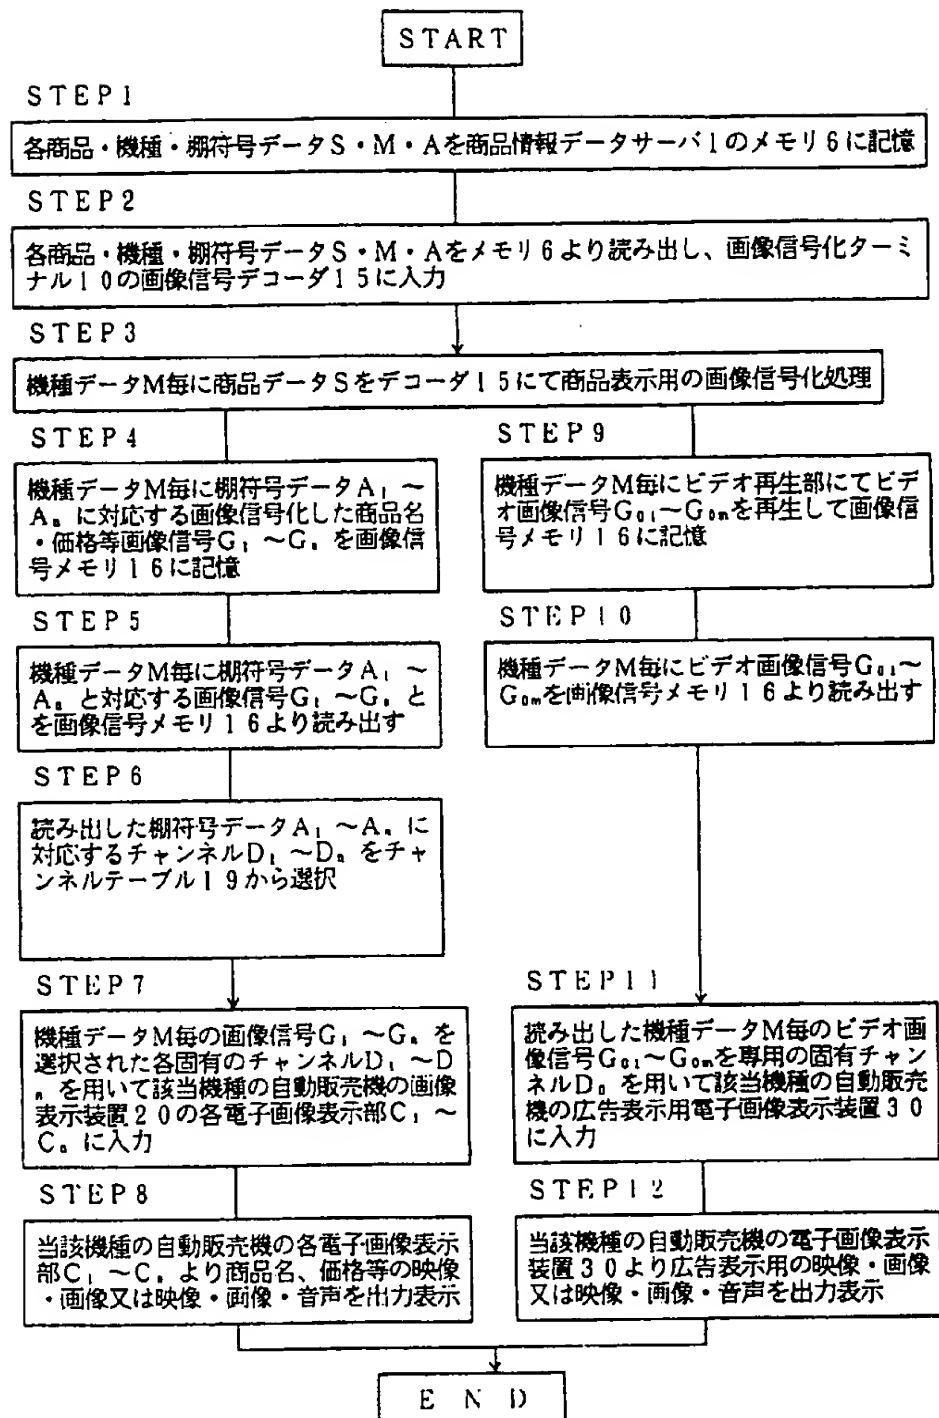 START
STEP1
各商品・機種・棚符号データS・M・Aを商品情報データサーバ1のメモリ6に記憶
STEP2
各商品・機種・棚符号データS・M・Aをメモリ6より読み出し、画像信号化ターミ
ナル10の画像信号デコーダ15に入力
STEP3
機種データM毎に商品データSをデコーダ15にて商品表示用の画像信号化処理
STEP4
機種データM毎に棚符号データA₁~
Aₙに対応する画像信号化した商品名
・価格等画像信号G₁~Gₙを画像信
号メモリ16に記憶
STEP5
機種データM毎に棚符号データA₁~
Aₙと対応する画像信号G₁~Gₙと
を画像信号メモリ16より読み出す
STEP6
読み出した棚符号データA₁~Aₙに
対応するチャンネルD₁~Dₙをチャ
ンネルテーブル19から選択
STEP7
機種データM毎の画像信号G₁~Gₙを
選択された各固有のチャンネルD₁~D
ₙを用いて該当機種の自動販売機の画像
表示装置20の各電子画像表示部C₁~
Cₙに入力
STEP8
当該機種の自動販売機の各電子画像表示
部C₁~Cₙより商品名、価格等の映像
・画像又は映像・画像・音声を出力表示
STEP9
機種データM毎にビデオ再生部にてビ
デオ画像信号G₀₁~G₀ₘを再生して画像信
号メモリ16に記憶
STEP10
機種データM毎にビデオ画像信号G₀₁~
G₀ₘを画像信号メモリ16より読み出す
STEP11
読み出した機種データM毎のビデオ画
像信号G₀₁~G₀ₘを専用の固有チャン
ネルD₀を用いて該当機種の自動販売
機の広告表示用電子画像表示装置30
に入力
STEP12
当該機種の自動販売機の電子画像表示
装置30より広告表示用の映像・画像
又は映像・画像・音声を出力表示
END